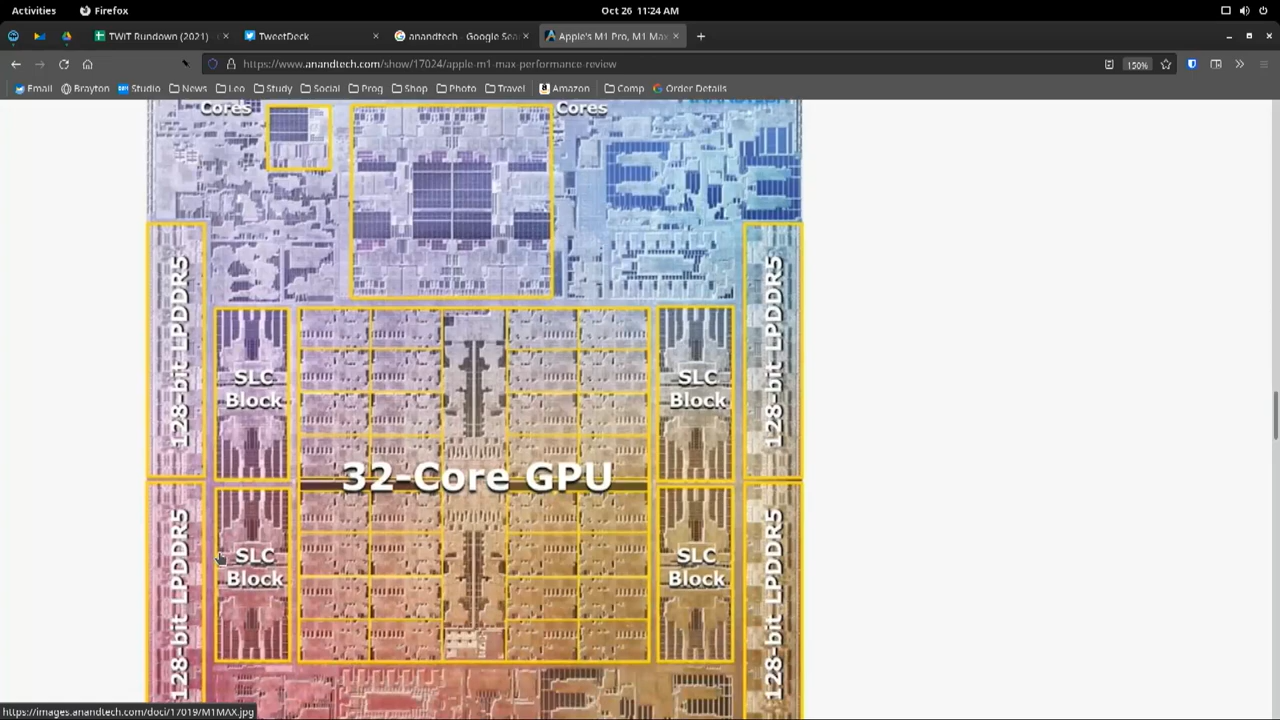 Activities
Firefox
Oct 26 11:24 AM
TWiT Rundown (2021)
TweetDeck
anandtech - Google Sea
Apple's M1 Pro, M1 Max
https://www.anandtech.com/show/17024/apple-m1-max-performance-review
150%
Email
Brayton
Studio
News
Leo
Study
Social
Prog
Shop
Photo
Travel
Amazon
Comp
Order Details
Cores
Cores
128-bit LPDDR5
128-bit LPDDR5
SLC
Block
SLC
Block
32-Core GPU
128-bit LPDDR5
SLC
Block
SLC
Block
128-bit LPDDR5
https://images.anandtech.com/doci/17019/M1MAX.jpg